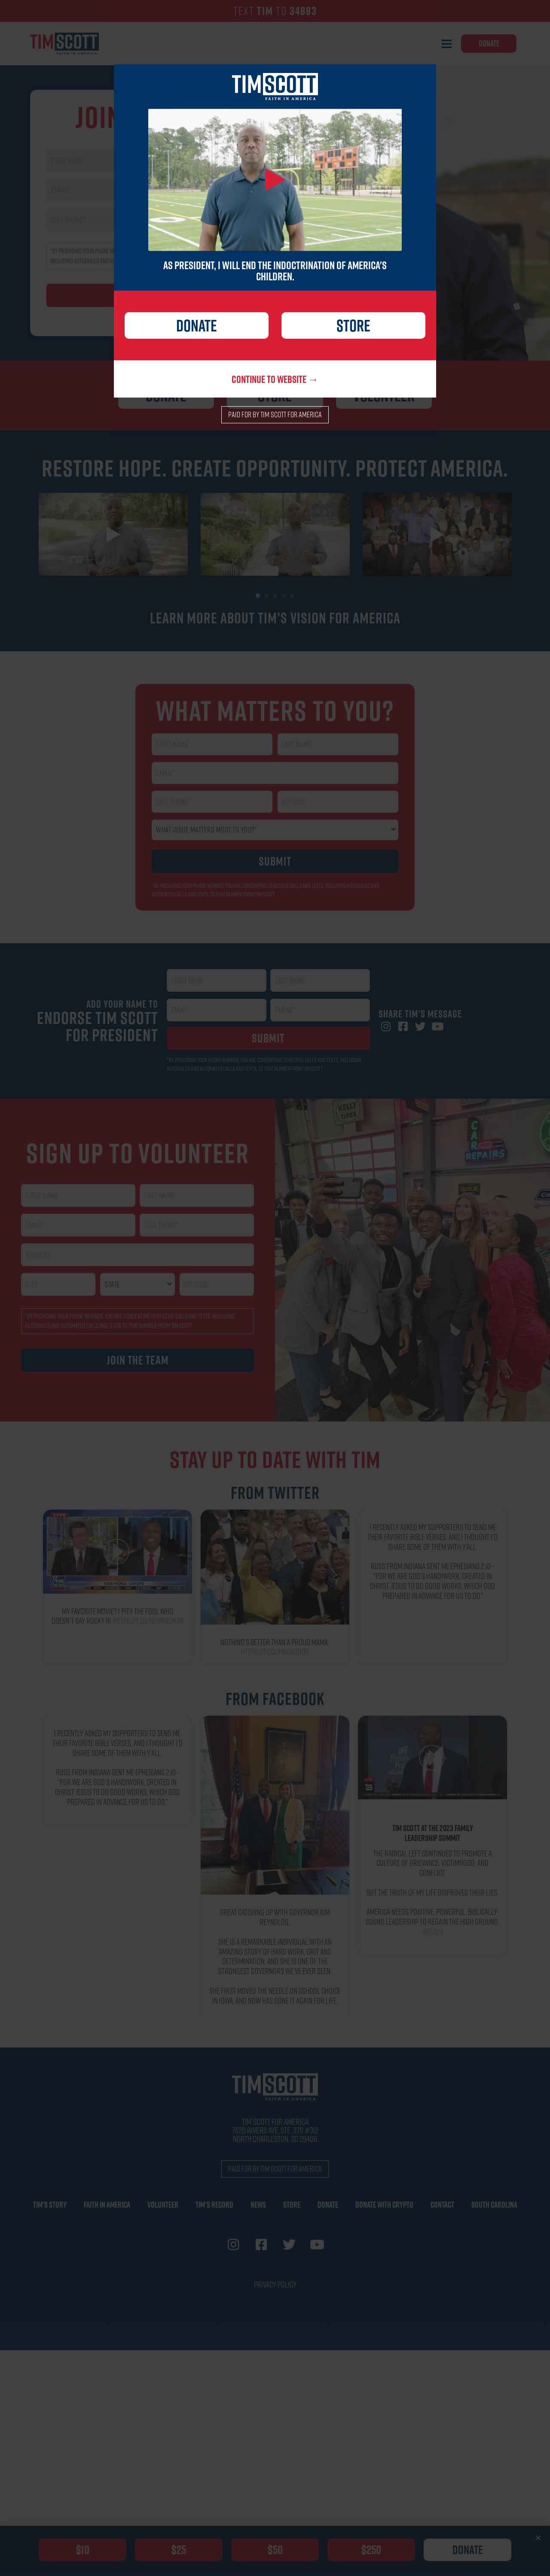 TEXT TIM TO 34883
TIMSCOTT
FAITH IN AMERICA
DONATE
JOIN
TIMSCOTT
FAITH IN AMERICA
AS PRESIDENT, I WILL END THE INDOCTRINATION OF AMERICA'S
CHILDREN.
DONATE
STORE
CONTINUE TO WEBSITE →
DONATE
STORE
VOLUNTEER
PAID FOR BY TIM SCOTT FOR AMERICA
RESTORE HOPE. CREATE OPPORTUNITY. PROTECT AMERICA.
LEARN MORE ABOUT TIM'S VISION FOR AMERICA
WHAT MATTERS TO YOU?
FIRST NAME
LAST NAME
EMAIL*
CELL PHONE*
ZIPCODE
WHAT ISSUE MATTERS MOST TO YOU?*
SUBMIT
ADD YOUR NAME TO
ENDORSE TIM SCOTT
FOR PRESIDENT
FIRST NAME
LAST NAME
EMAIL*
PHONE*
SUBMIT
SHARE TIM'S MESSAGE
SIGN UP TO VOLUNTEER
FIRST NAME
LAST NAME
EMAIL*
CELL PHONE*
ADDRESS
CITY
STATE
ZIP CODE
JOIN THE TEAM
KELLY
TIRES
CAR
REPAIRS
STAY UP TO DATE WITH TIM
FROM TWITTER
MY FAVORITE MOVIE? I PITY THE FOOL WHO
DOESN'T SAY ROCKY III.
NOTHING'S BETTER THAN A PROUD MAMA.
I RECENTLY ASKED MY SUPPORTERS TO SEND ME
THEIR FAVORITE BIBLE VERSES, AND I THOUGHT I'D
SHARE SOME OF THEM WITH Y'ALL.
RUSS FROM INDIANA SENT ME EPHESIANS 2:10 -
"FOR WE ARE GOD'S HANDIWORK, CREATED IN
CHRIST JESUS TO DO GOOD WORKS, WHICH GOD
PREPARED IN ADVANCE FOR US TO DO."
FROM FACEBOOK
I RECENTLY ASKED MY SUPPORTERS TO SEND ME
THEIR FAVORITE BIBLE VERSES, AND I THOUGHT I'D
SHARE SOME OF THEM WITH Y'ALL.
RUSS FROM INDIANA SENT ME EPHESIANS 2:10 -
"FOR WE ARE GOD'S HANDIWORK, CREATED IN
CHRIST JESUS TO DO GOOD WORKS, WHICH GOD
PREPARED IN ADVANCE FOR US TO DO."
GREAT CATCHING UP WITH GOVERNOR KIM
REYNOLDS.
SHE IS A REMARKABLE INDIVIDUAL WITH AN
AMAZING STORY OF HARD WORK, GRIT AND
DETERMINATION, AND SHE IS ONE OF THE
STRONGEST GOVERNORS WE'VE EVER SEEN.
SHE FIRST MOVED THE NEEDLE ON SCHOOL CHOICE
IN IOWA, AND NOW HAS DONE IT AGAIN FOR LIFE.
TIM SCOTT AT THE 2023 FAMILY
LEADERSHIP SUMMIT
THE RADICAL LEFT CONTINUES TO PROMOTE A
CULTURE OF GRIEVANCE, VICTIMHOOD, AND
CONFLICT.
BUT THE TRUTH OF MY LIFE DISPROVES THEIR LIES.
AMERICA NEEDS POSITIVE, POWERFUL, BIBLICALLY-
SOUND LEADERSHIP TO REGAIN THE HIGH GROUND.
TIMSCOTT
FAITH IN AMERICA
TIM SCOTT FOR AMERICA
NORTH CHARLESTON, SC 29406
PAID FOR BY TIM SCOTT FOR AMERICA
TIM'S STORY
FAITH IN AMERICA
VOLUNTEER
TIM'S RECORD
NEWS
STORE
DONATE
DONATE WITH CRYPTO
CONTACT
SOUTH CAROLINA
PRIVACY POLICY
$10
$25
$50
$250
DONATE
×